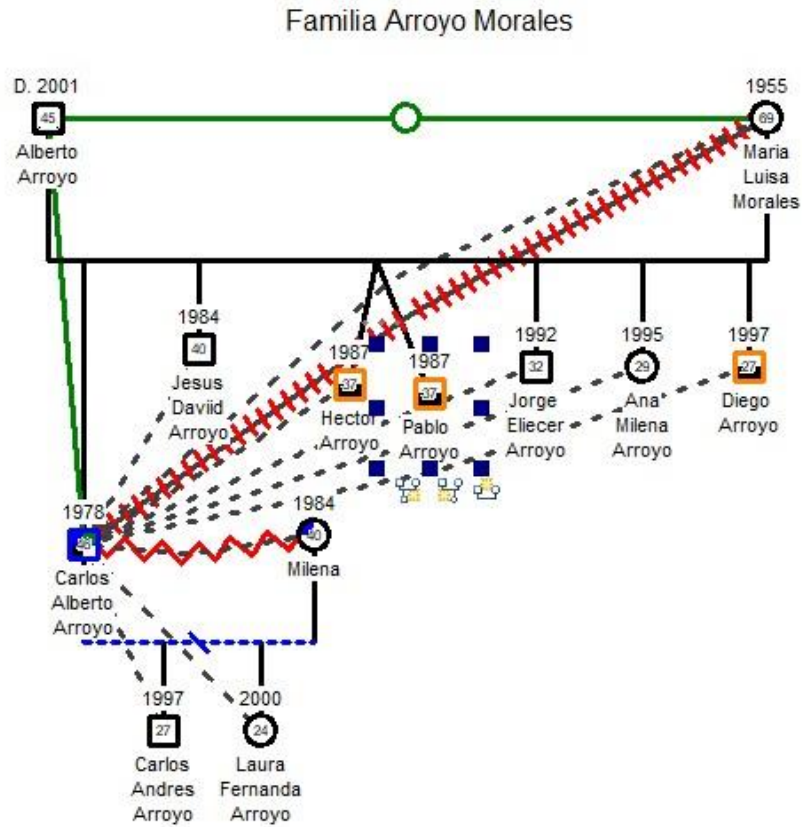 Familia Arroyo Morales
D. 2001
1955
45
69
Alberto
Arroyo
Maria
Luisa
Morales
1984
40
Jesus
Daviid
Arroyo
1987
37
Hector
Arroyo
1987
37
Pablo
Arroyo
1992
32
Jorge
Eliecer
Arroyo
1995
29
Ana
Milena
Arroyo
1997
27
Diego
Arroyo
1978
Carlos
Alberto
Arroyo
1984
40
Milena
1997
27
Carlos
Andres
Arroyo
2000
24
Laura
Fernanda
Arroyo